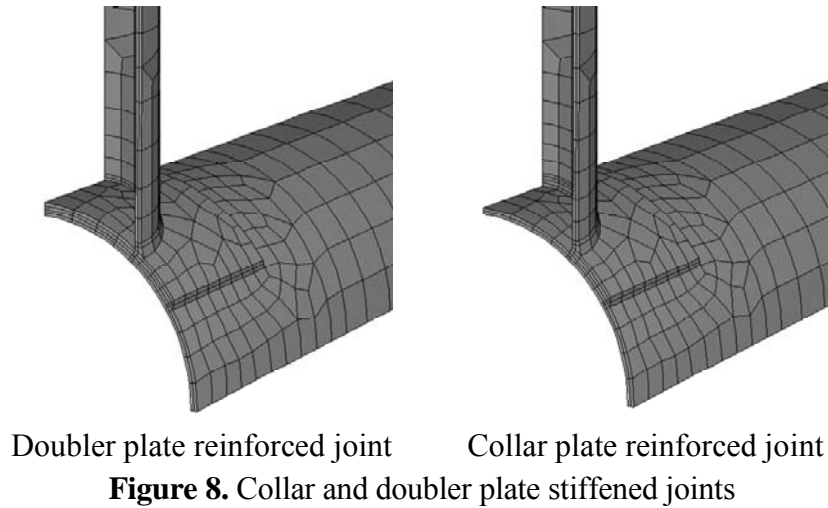 Doubler plate reinforced joint Collar plate reinforced joint
Figure 8. Collar and doubler plate stiffened joints